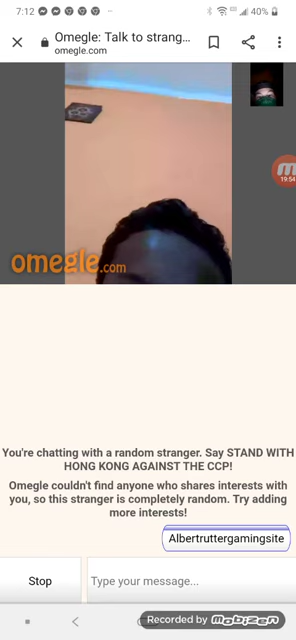 7:12
40%
Omegle: Talk to strang...
omegle.com
19:54
omegle.com
You're chatting with a random stranger. Say STAND WITH
HONG KONG AGAINST THE CCP!
Omegle couldn't find anyone who shares interests with
you, so this stranger is completely random. Try adding
more interests!
Albertruttergamingsite
Stop
Type your message...
Recorded by mobizen